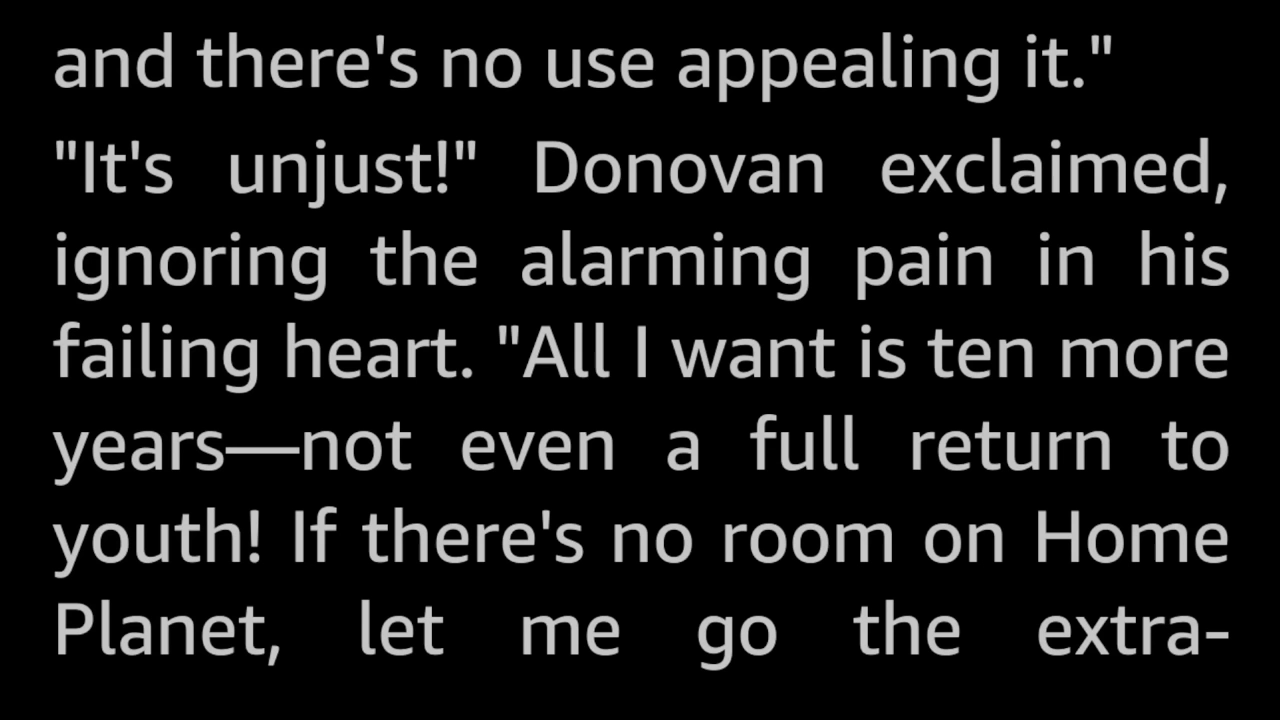 and there's no use appealing it."
"It's unjust!" Donovan exclaimed,
ignoring the alarming pain in his
failing heart. "All I want is ten more
years—not even a full return to
youth! If there's no room on Home
Planet, let me go the extra-